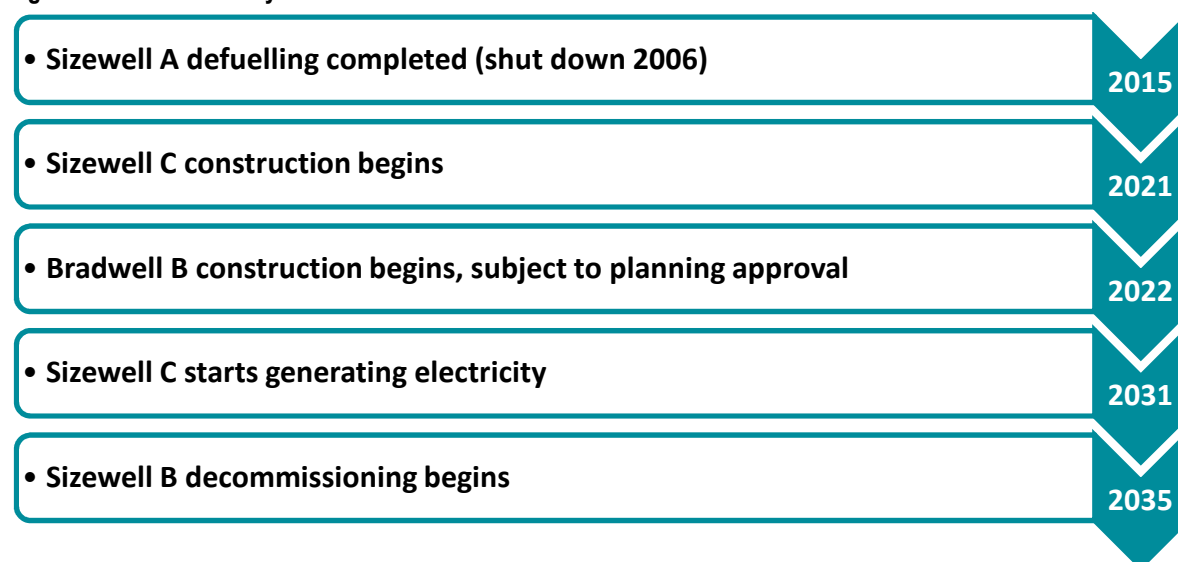 • Sizewell A defuelling completed (shut down 2006)
2015
• Sizewell C construction begins
2021
• Bradwell B construction begins, subject to planning approval
2022
• Sizewell C starts generating electricity
2031
• Sizewell B decommissioning begins
2035